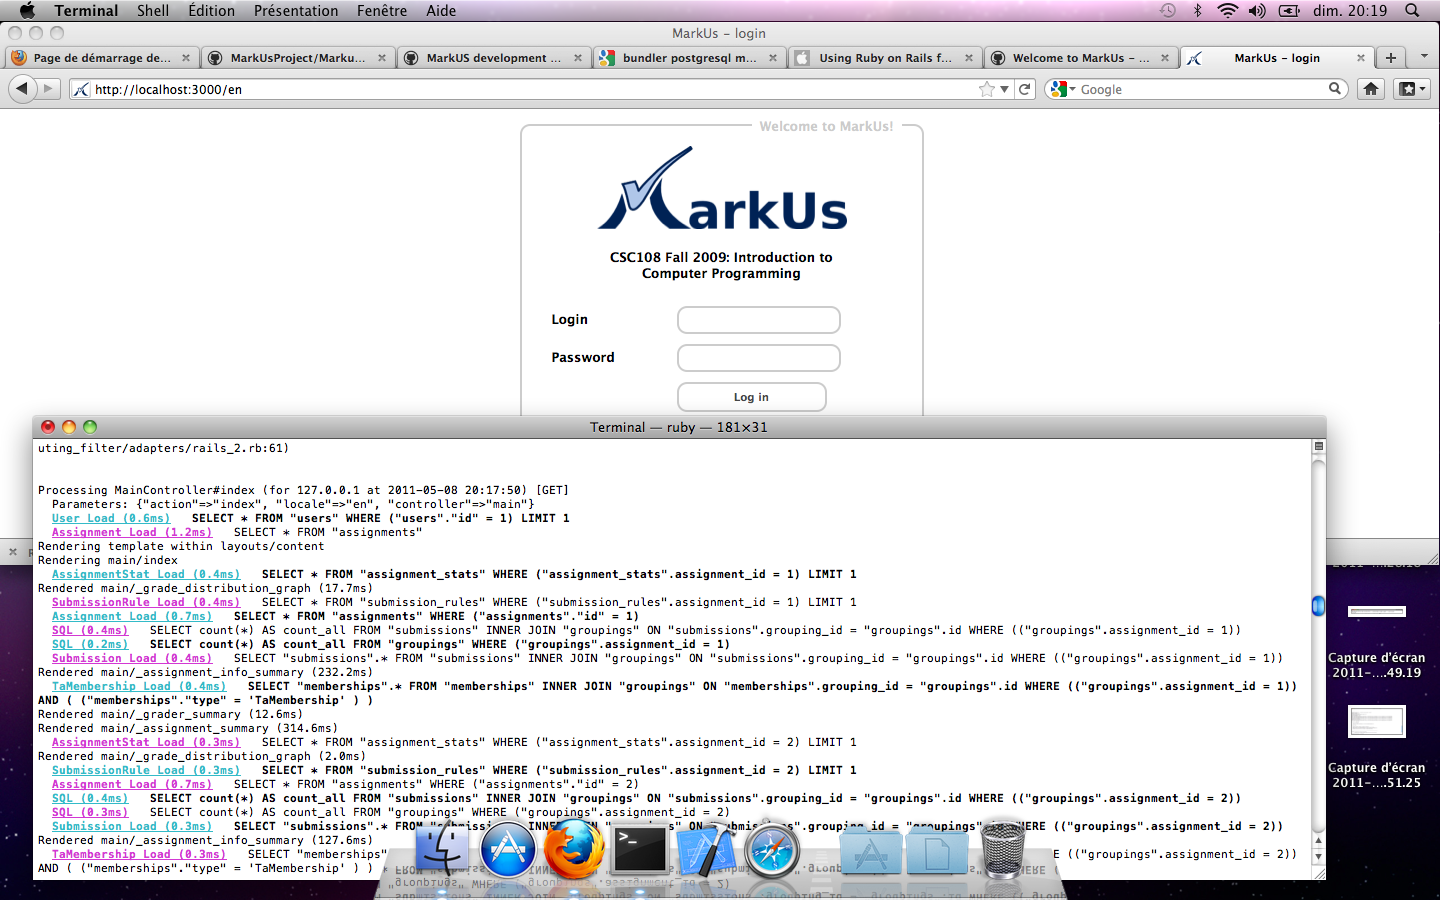 Terminal Shell Édition Présentation Fenêtre Aide dim. 20:19
MarkUs – login
Page de démarrage de... MarkUsProject/Marku... MarkUS development ... bundler postgresql m... Using Ruby on Rails f... Welcome to MarkUs – ... MarkUs – login
http://localhost:3000/en Google
Welcome to MarkUs!
MarkUs
CSC108 Fall 2009: Introduction to
Computer Programming
Login
Password
Log in
Terminal — ruby — 181×31
uting_filter/adapters/rails_2.rb:61)
Processing MainController#index (for 127.0.0.1 at 2011-05-08 20:17:50) [GET]
Parameters: {"action"=>"index", "locale"=>"en", "controller"=>"main"}
User Load (0.6ms) SELECT * FROM "users" WHERE ("users"."id" = 1) LIMIT 1
Assignment Load (1.2ms) SELECT * FROM "assignments"
Rendering template within layouts/content
Rendering main/index
AssignmentStat Load (0.4ms) SELECT * FROM "assignment_stats" WHERE ("assignment_stats".assignment_id = 1) LIMIT 1
Rendered main/_grade_distribution_graph (17.7ms)
SubmissionRule Load (0.4ms) SELECT * FROM "submission_rules" WHERE ("submission_rules".assignment_id = 1) LIMIT 1
Assignment Load (0.7ms) SELECT * FROM "assignments" WHERE ("assignments"."id" = 1)
SQL (0.4ms) SELECT count(*) AS count_all FROM "submissions" INNER JOIN "groupings" ON "submissions".grouping_id = "groupings".id WHERE (("groupings".assignment_id = 1))
SQL (0.2ms) SELECT count(*) AS count_all FROM "groupings" WHERE ("groupings".assignment_id = 1)
Submission Load (0.4ms) SELECT "submissions".* FROM "submissions" INNER JOIN "groupings" ON "submissions".grouping_id = "groupings".id WHERE (("groupings".assignment_id = 1))
Rendered main/_assignment_info_summary (232.2ms)
TaMembership Load (0.4ms) SELECT "memberships".* FROM "memberships" INNER JOIN "groupings" ON "memberships".grouping_id = "groupings".id WHERE (("groupings".assignment_id = 1))
AND ( ("memberships"."type" = 'TaMembership' ) )
Rendered main/_grader_summary (12.6ms)
Rendered main/_assignment_summary (314.6ms)
AssignmentStat Load (0.3ms) SELECT * FROM "assignment_stats" WHERE ("assignment_stats".assignment_id = 2) LIMIT 1
Rendered main/_grade_distribution_graph (2.0ms)
SubmissionRule Load (0.3ms) SELECT * FROM "submission_rules" WHERE ("submission_rules".assignment_id = 2) LIMIT 1
Assignment Load (0.7ms) SELECT * FROM "assignments" WHERE ("assignments"."id" = 2)
SQL (0.4ms) SELECT count(*) AS count_all FROM "submissions" INNER JOIN "groupings" ON "submissions".grouping_id = "groupings".id WHERE (("groupings".assignment_id = 2))
SQL (0.3ms) SELECT count(*) AS count_all FROM "groupings" WHERE ("groupings".assignment_id = 2)
Submission Load (0.3ms) SELECT "submissions".* FROM "submissions" INNER JOIN "groupings" ON "submissions".grouping_id = "groupings".id WHERE (("groupings".assignment_id = 2))
Rendered main/_assignment_info_summary (127.6ms)
TaMembership Load (0.3ms) SELECT "memberships" (("groupings".assignment_id = 2))
AND ( ("memberships"."type" = 'TaMembership' ) )
Capture d'écran
2011-....49.19
Capture d'écran
2011-....51.25